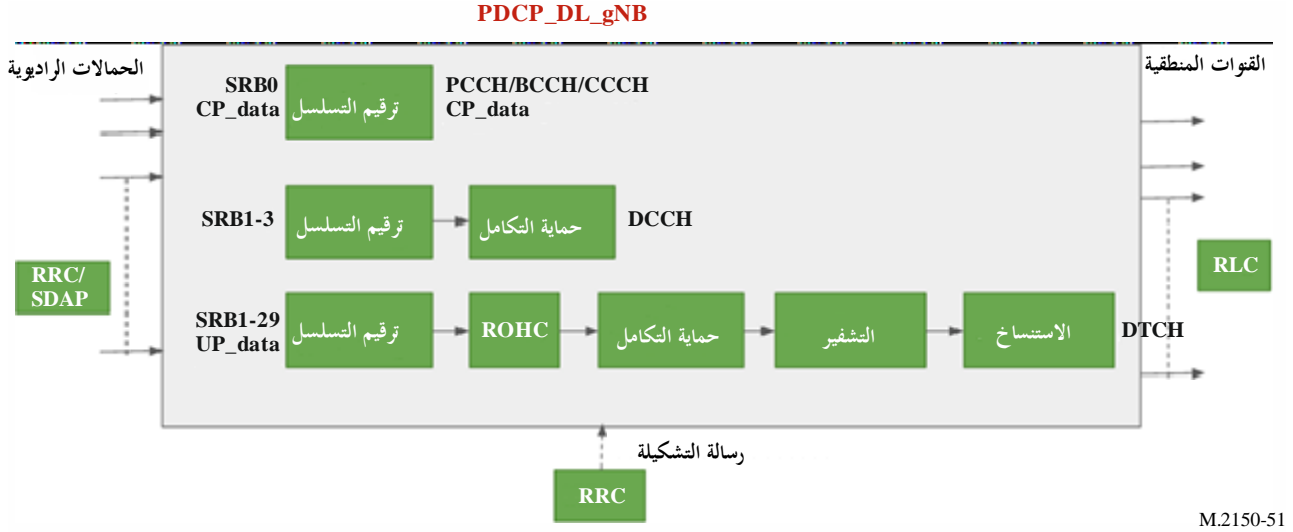 PDCP_DL_gNB
الحمالات الراديوية
القنوات المنطقية
SRB0
CP_data
ترقيم التسلسل
PCCH/BCCH/CCCH
CP_data
SRB1-3
ترقيم التسلسل
حماية التكامل
DCCH
RRC/
SDAP
RLC
SRB1-29
UP_data
ترقيم التسلسل
ROHC
حماية التكامل
التشفير
الاستنساخ
DTCH
رسالة التشكيلة
RRC
M.2150-51